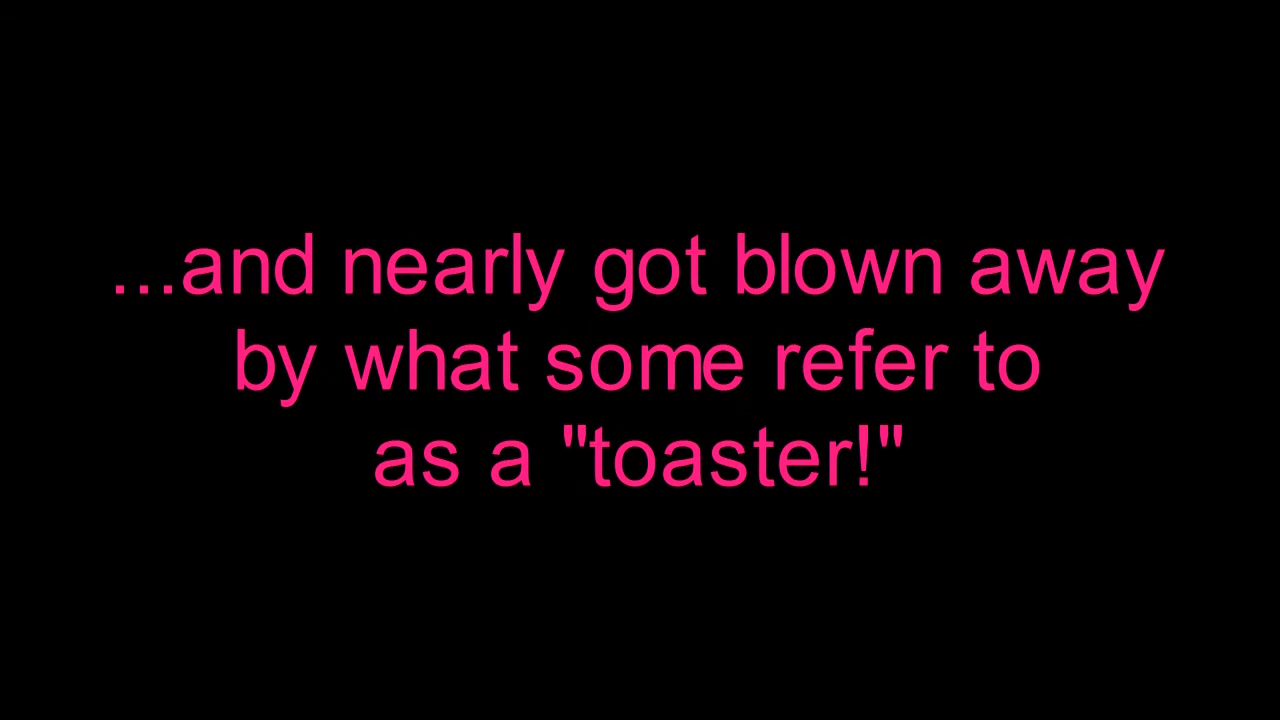 ...and nearly got blown away
by what some refer to
as a "toaster!"